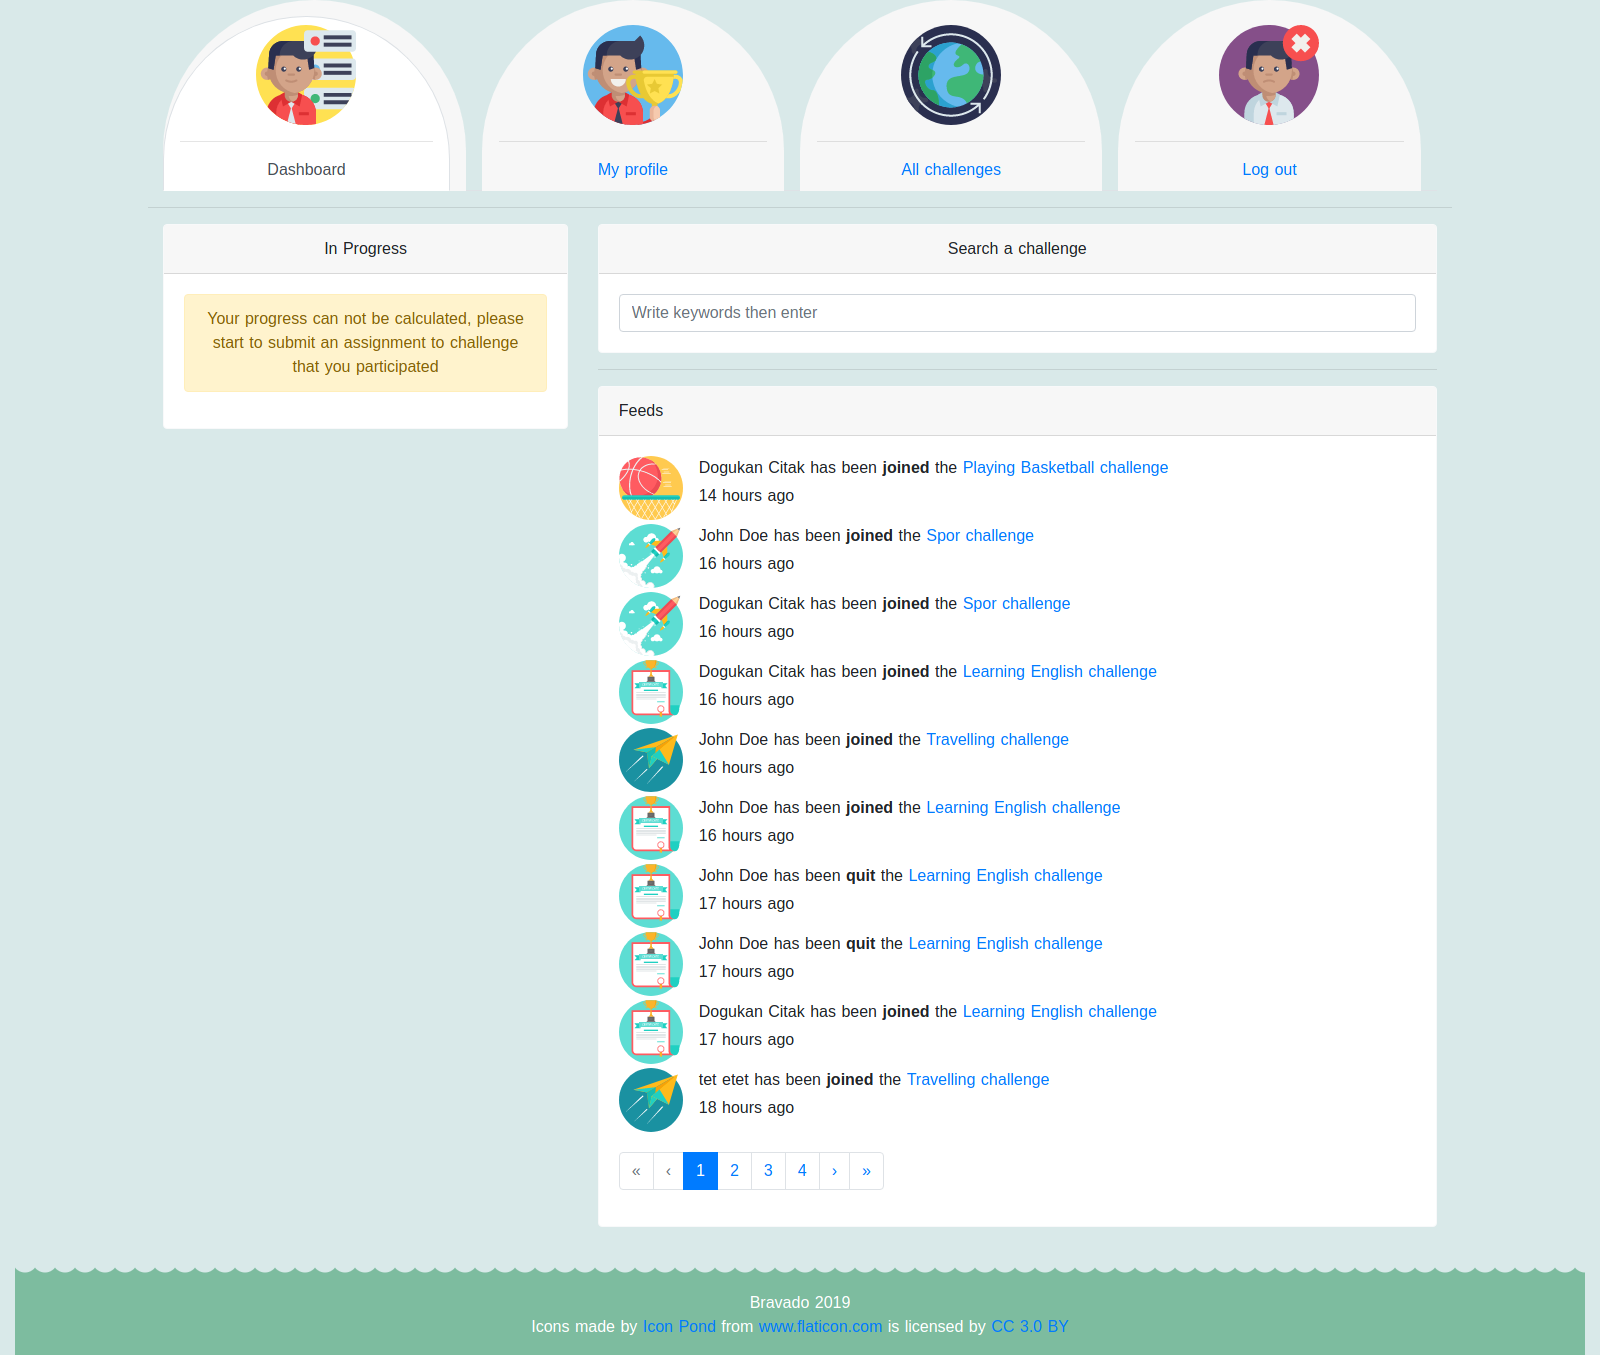 Dashboard
My profile
All challenges
Log out
In Progress
Your progress can not be calculated, please
start to submit an assignment to challenge
that you participated
Search a challenge
Write keywords then enter
Feeds
Dogukan Citak has been joined the Playing Basketball challenge
14 hours ago
John Doe has been joined the Spor challenge
16 hours ago
Dogukan Citak has been joined the Spor challenge
16 hours ago
Dogukan Citak has been joined the Learning English challenge
16 hours ago
John Doe has been joined the Travelling challenge
16 hours ago
John Doe has been joined the Learning English challenge
16 hours ago
John Doe has been quit the Learning English challenge
17 hours ago
John Doe has been quit the Learning English challenge
17 hours ago
Dogukan Citak has been joined the Learning English challenge
17 hours ago
tet etet has been joined the Travelling challenge
18 hours ago
« ‹ 1 2 3 4 › »
Bravado 2019
Icons made by Icon Pond from www.flaticon.com is licensed by CC 3.0 BY